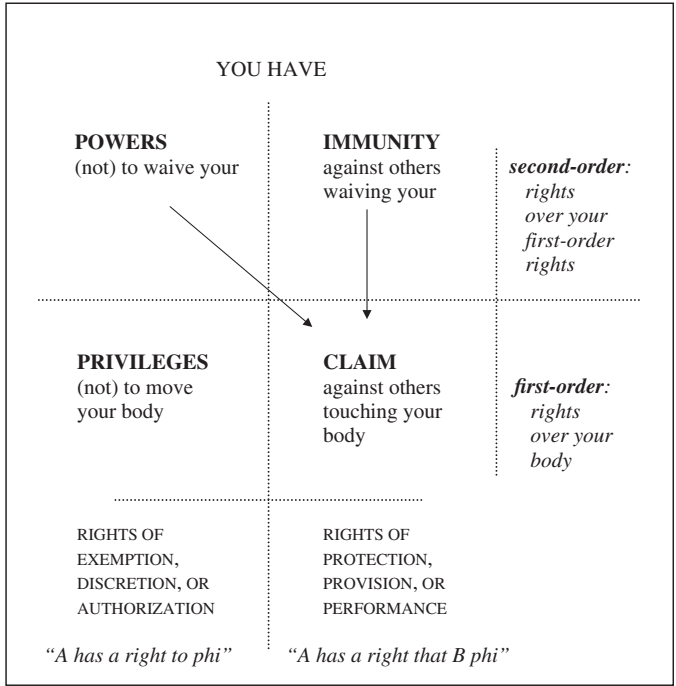 YOU HAVE
POWERS
(not) to waive your
IMMUNITY
against others
waiving your
second-order:
rights
over your
first-order
rights
PRIVILEGES
(not) to move
your body
CLAIM
against others
touching your
body
first-order:
rights
over your
body
RIGHTS OF
EXEMPTION,
DISCRETION, OR
AUTHORIZATION
RIGHTS OF
PROTECTION,
PROVISION, OR
PERFORMANCE
“A has a right to phi”
“A has a right that B phi”